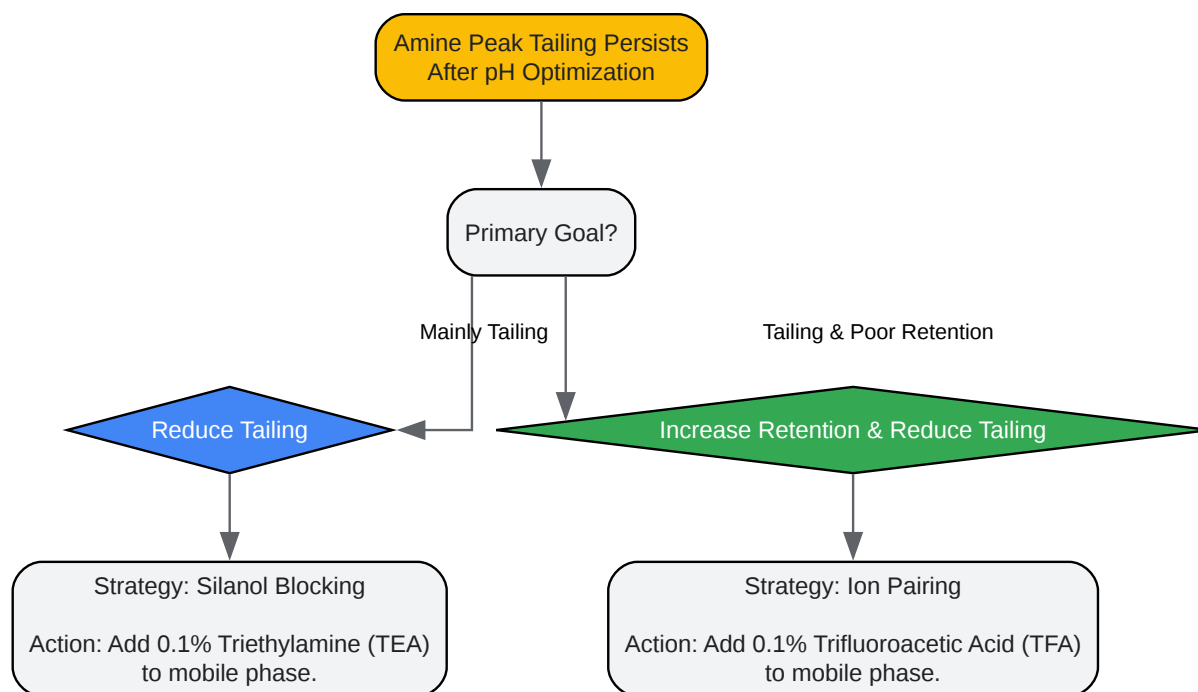 Amine Peak Tailing Persists
After pH Optimization
Primary Goal?
Mainly Tailing
Tailing & Poor Retention
Reduce Tailing
Increase Retention & Reduce Tailing
Strategy: Silanol Blocking
Action: Add 0.1% Triethylamine (TEA)
to mobile phase.
Strategy: Ion Pairing
Action: Add 0.1% Trifluoroacetic Acid (TFA)
to mobile phase.